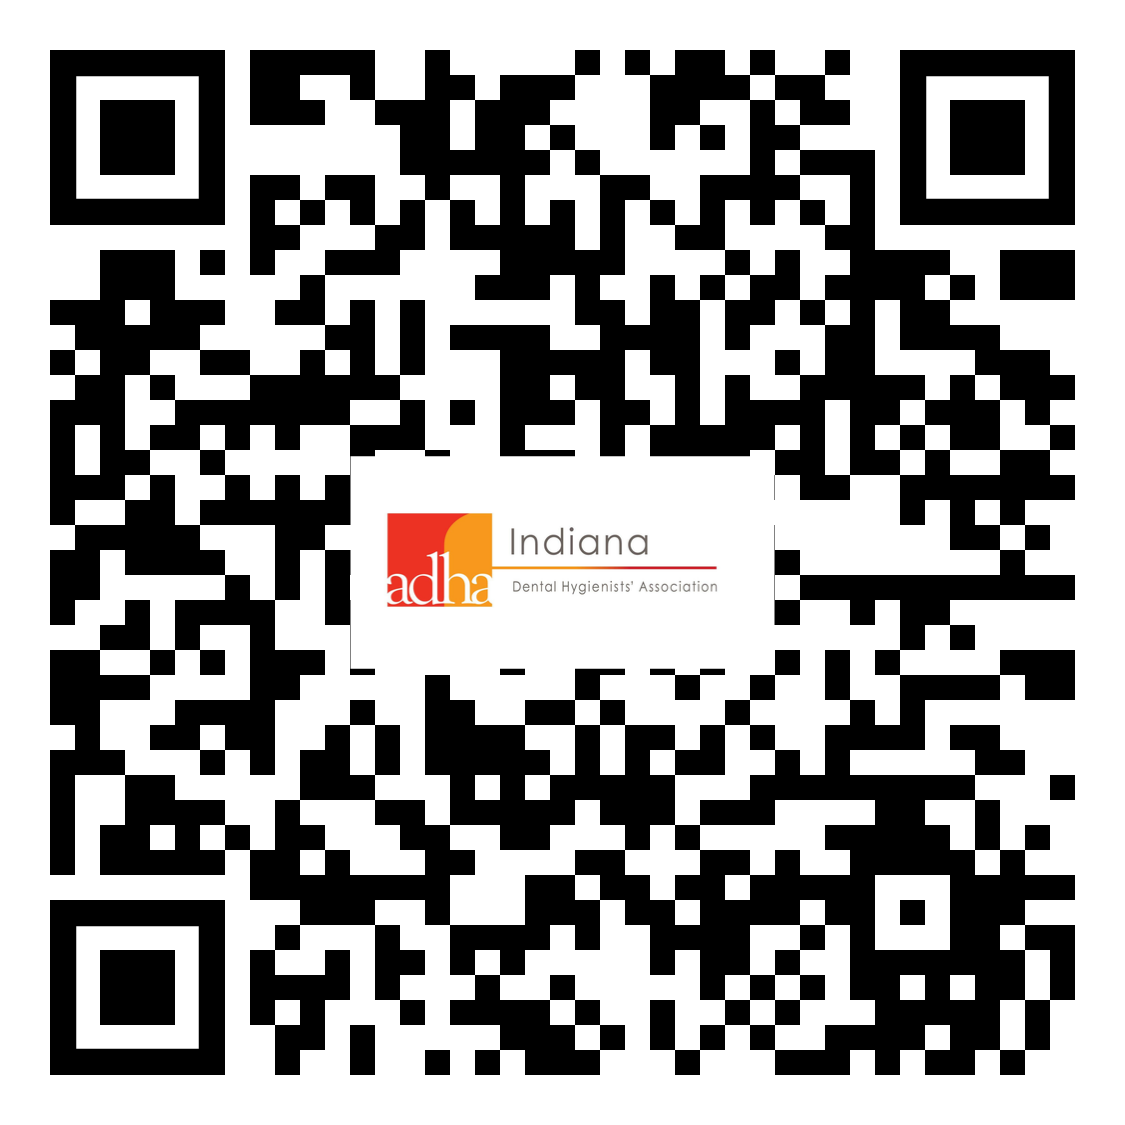 adha
Indiana
Dental Hygienists' Association